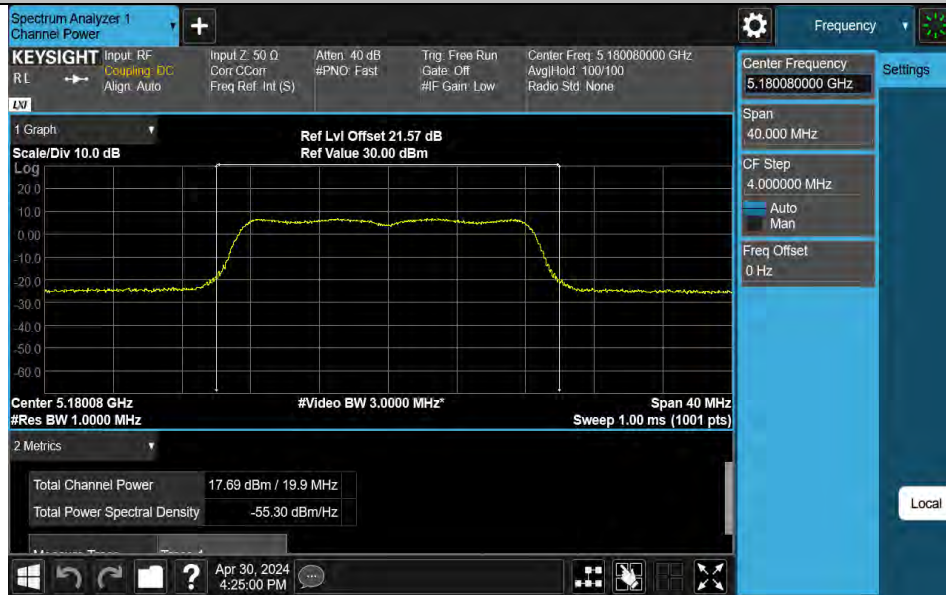 Spectrum Analyzer 1
Channel Power
+
Frequency
KEYSIGHT
RL
LXI
Input: RF
Coupling: DC
Align: Auto
Input Z: 50 Ω
Corr CCorr
Freq Ref: Int (S)
Atten: 40 dB
#PNO: Fast
Trig: Free Run
Gate: Off
#IF Gain: Low
Center Freq: 5.180080000 GHz
Avg|Hold: 100/100
Radio Std: None
Center Frequency
5.180080000 GHz
Settings
Span
40.000 MHz
CF Step
4.000000 MHz
Auto
Man
Freq Offset
0 Hz
1 Graph
Scale/Div 10.0 dB
Ref Lvl Offset 21.57 dB
Ref Value 30.00 dBm
Log
20.0
10.0
0.00
-10.0
-20.0
-30.0
-40.0
-50.0
-60.0
Center 5.18008 GHz
#Video BW 3.0000 MHz*
Span 40 MHz
#Res BW 1.0000 MHz
Sweep 1.00 ms (1001 pts)
2 Metrics
Total Channel Power 17.69 dBm / 19.9 MHz
Total Power Spectral Density -55.30 dBm/Hz
Local
?
Apr 30, 2024
4:25:00 PM